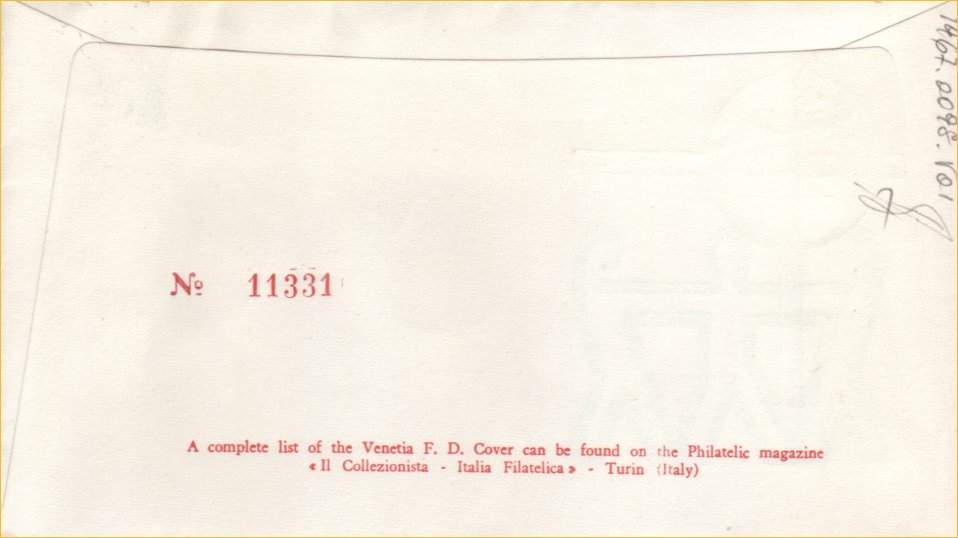 1967.0098.V01
№ 11331
A complete list of the Venetia F. D. Cover can be found on the Philatelic magazine
« Il Collezionista - Italia Filatelica » - Turin (Italy)